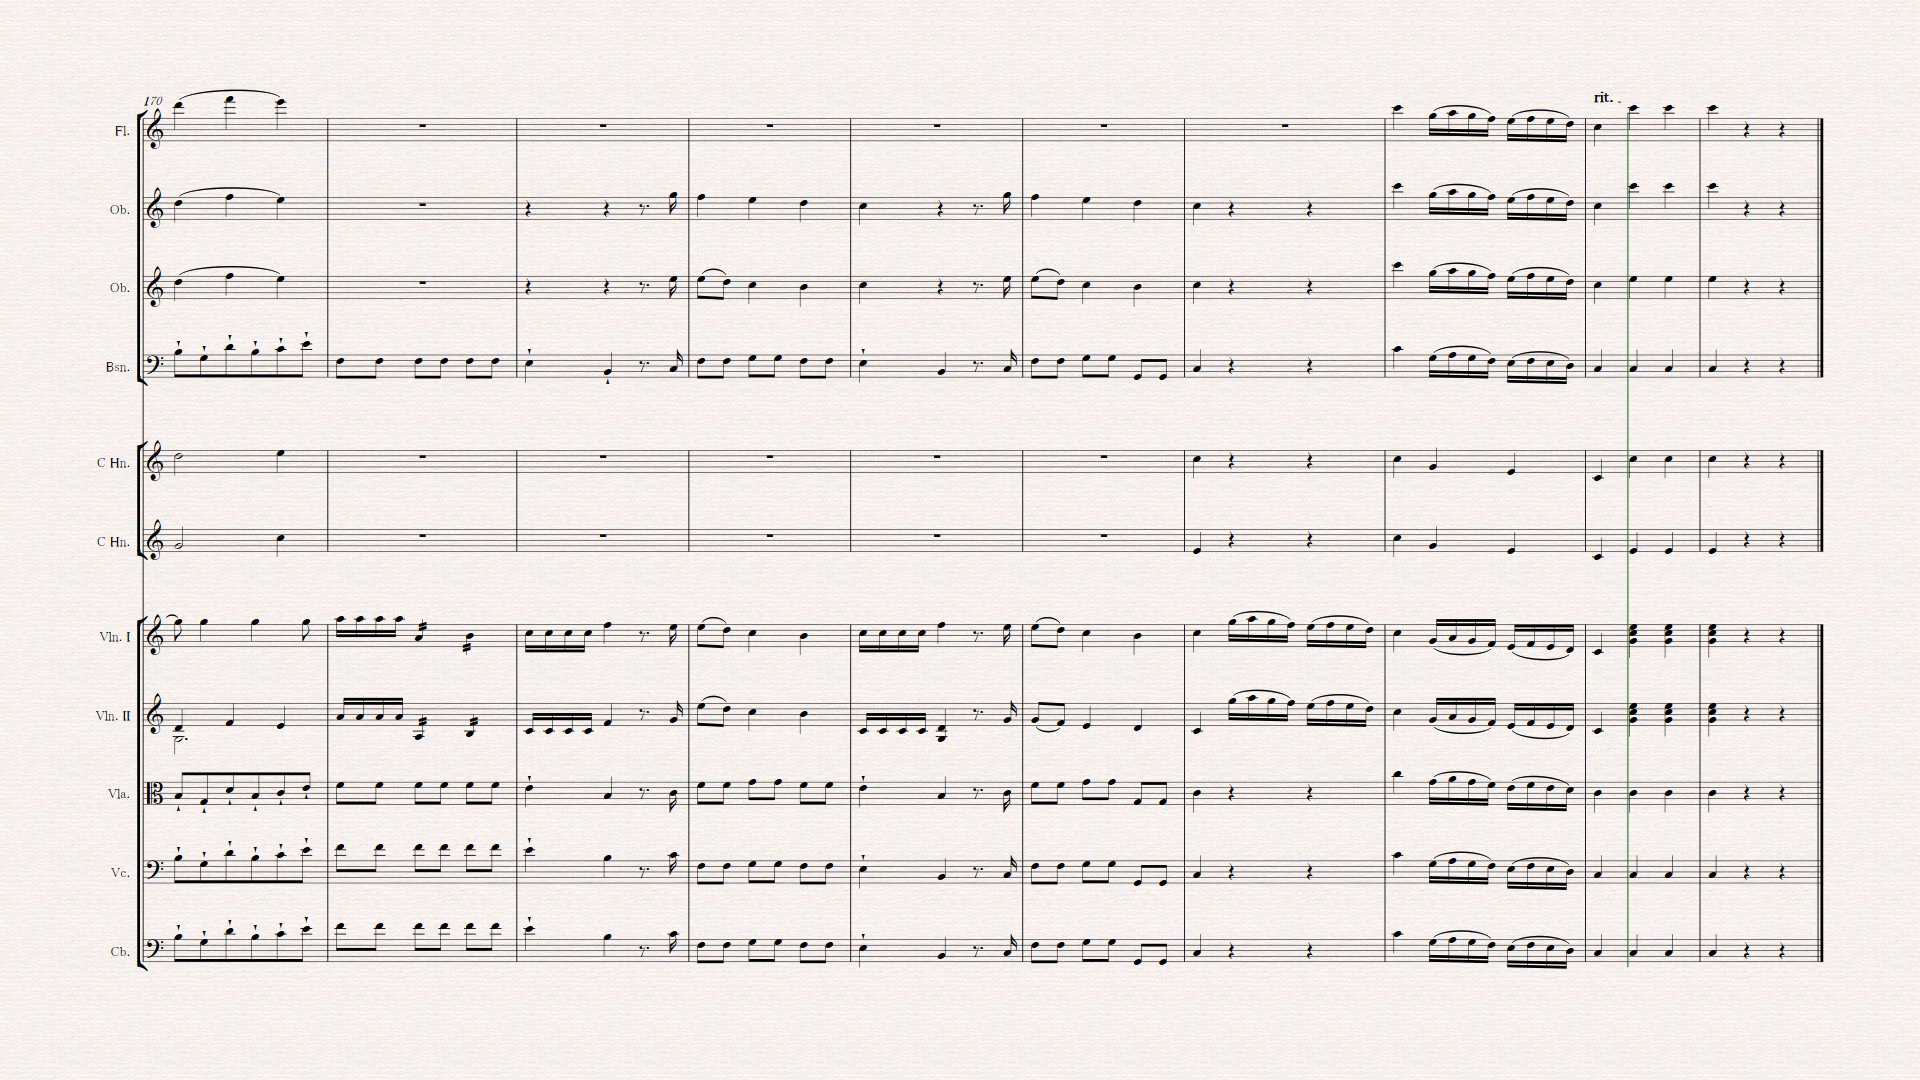 170
rit.
Fl.
Ob.
Ob.
Bsn.
C Hn.
C Hn.
Vln. I
Vln. II
Vla.
Vc.
Cb.